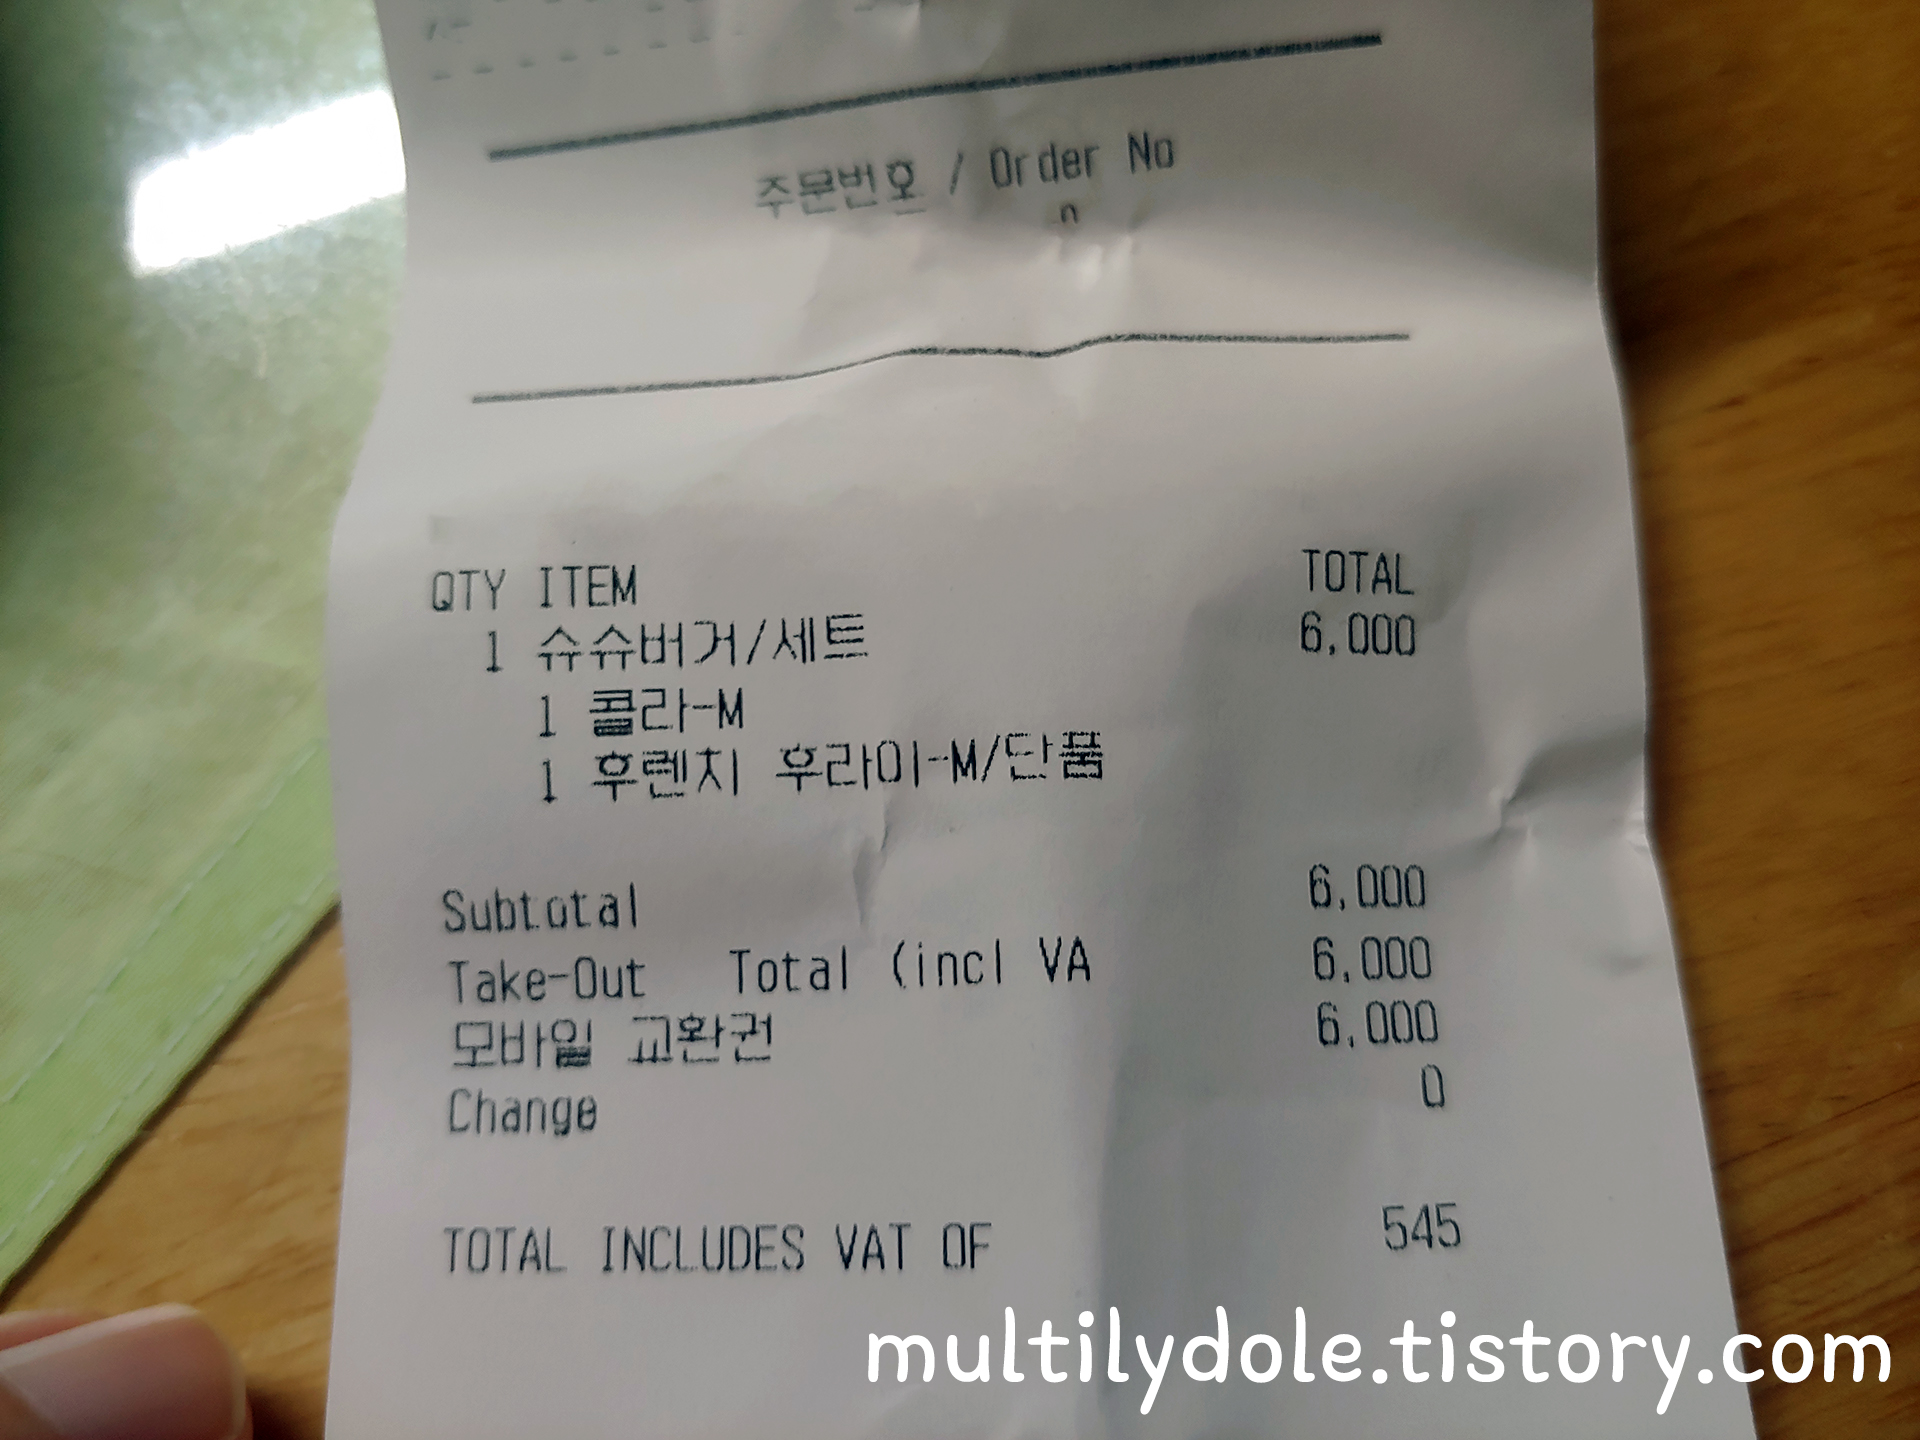 주문번호 / Order No
QTY ITEM TOTAL
1 슈슈버거/세트 6,000
1 콜라-M
1 후렌치 후라이-M/단품
Subtotal 6,000
Take-Out Total (incl VA 6,000
모바일 교환권 6,000
Change 0
TOTAL INCLUDES VAT OF 545
multilydole.tistory.com